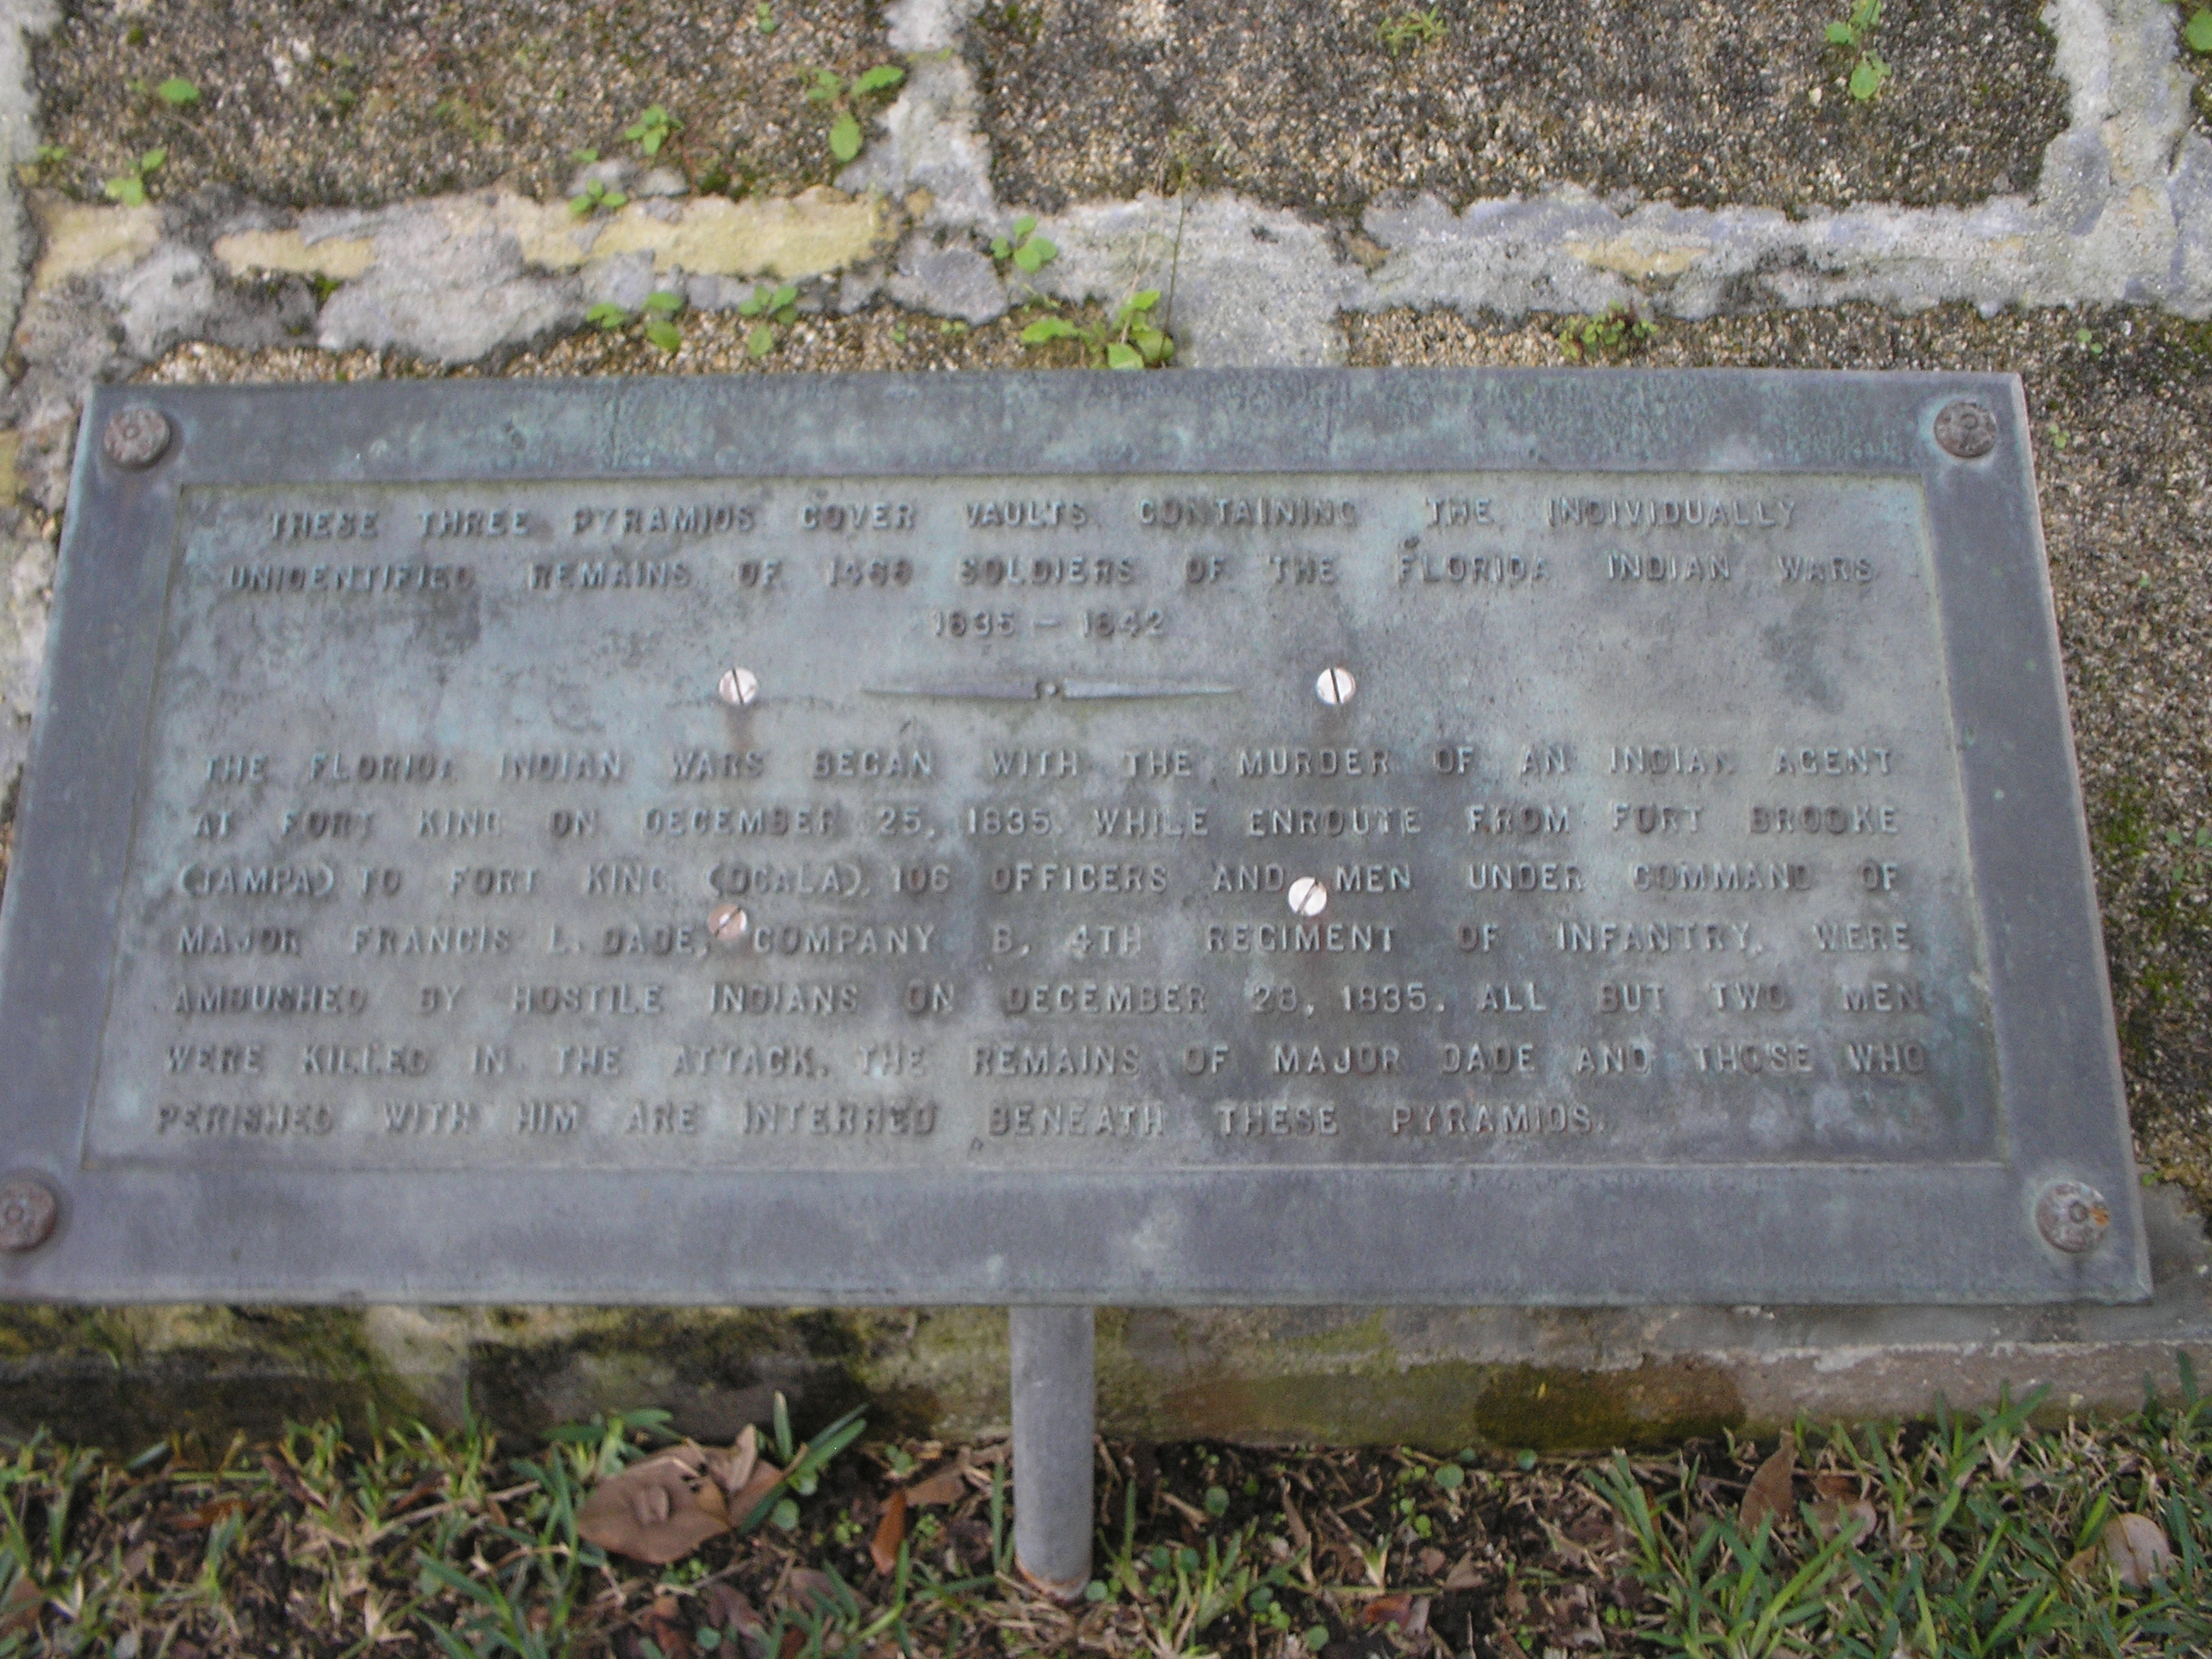 THESE THREE PYRAMIDS COVER VAULTS CONTAINING THE INDIVIDUALLY
UNIDENTIFIED REMAINS OF 1468 SOLDIERS OF THE FLORIDA INDIAN WARS
1835 — 1842
THE FLORIDA INDIAN WARS BEGAN WITH THE MURDER OF AN INDIAN AGENT
AT FORT KING ON DECEMBER 25, 1835. WHILE ENROUTE FROM FORT BROOKE
(TAMPA) TO FORT KING (OCALA), 106 OFFICERS AND MEN UNDER COMMAND OF
MAJOR FRANCIS L. DADE, COMPANY B, 4TH REGIMENT OF INFANTRY, WERE
AMBUSHED BY HOSTILE INDIANS ON DECEMBER 28, 1835. ALL BUT TWO MEN
WERE KILLED IN THE ATTACK. THE REMAINS OF MAJOR DADE AND THOSE WHO
PERISHED WITH HIM ARE INTERRED BENEATH THESE PYRAMIDS.